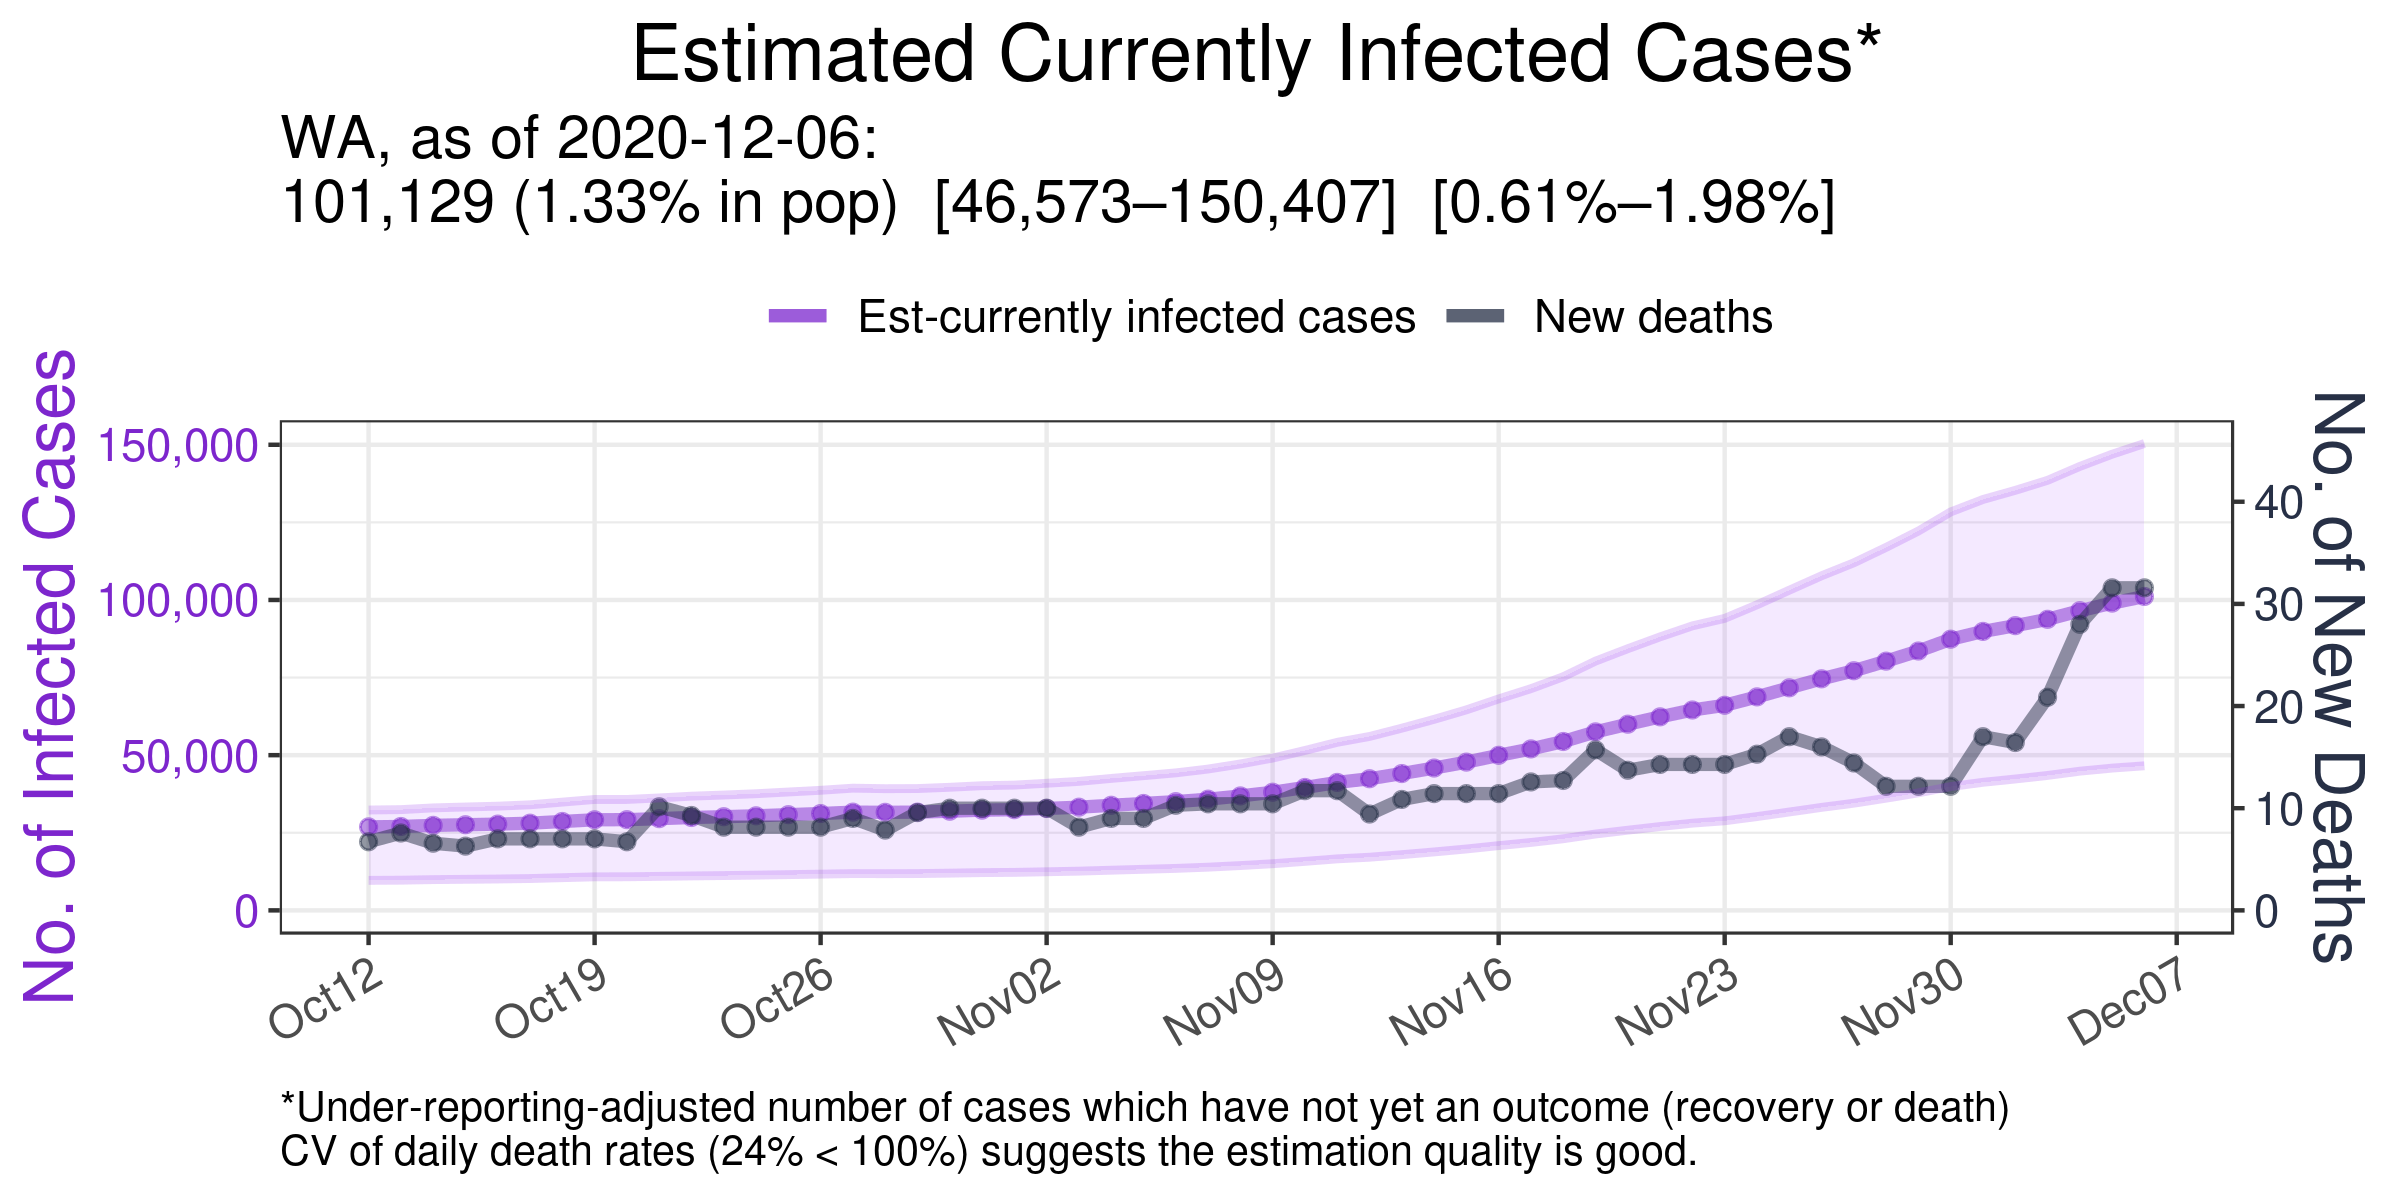 Estimated Currently Infected Cases*
WA, as of 2020-12-06:
101,129 (1.33% in pop)  [46,573–150,407]  [0.61%–1.98%]
Est-currently infected cases
New deaths
No. of Infected Cases
150,000
100,000
50,000
0
40
30
20
10
0
No. of New Deaths
Oct12
Oct19
Oct26
Nov02
Nov09
Nov16
Nov23
Nov30
Dec07
*Under-reporting-adjusted number of cases which have not yet an outcome (recovery or death)
CV of daily death rates (24% < 100%) suggests the estimation quality is good.